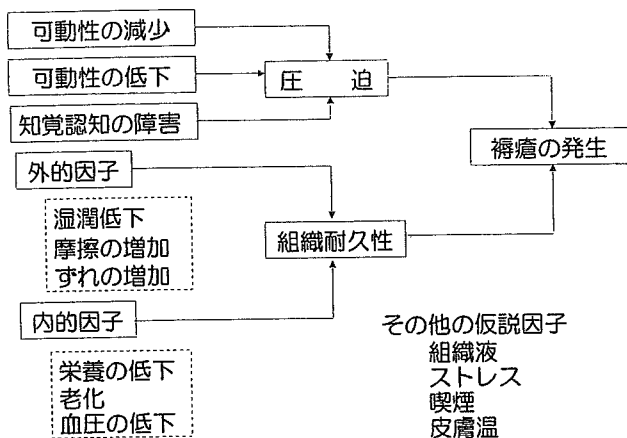 可動性の減少
可動性の低下
圧 迫
知覚認知の障害
褥瘡の発生
外的因子
湿潤低下
摩擦の増加
ずれの増加
組織耐久性
内的因子
栄養の低下
老化
血圧の低下
その他の仮説因子
組織液
ストレス
喫煙
皮膚温